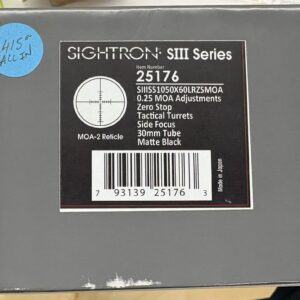 415⁰⁰
ALL IN
SIGHTRON® SIII Series
Item Number
25176
SIIISS1050X60LRZSMOA
0.25 MOA Adjustments
Zero Stop
Tactical Turrets
Side Focus
30mm Tube
Matte Black
MOA-2 Reticle
7 93139 25176 3
Made in Japan